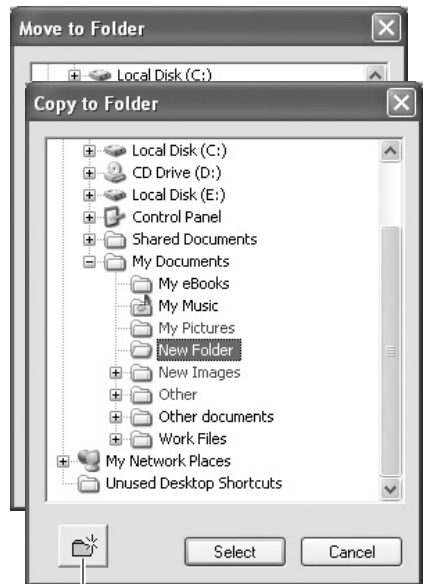 Move to Folder
Local Disk (C:)
Copy to Folder
Local Disk (C:)
CD Drive (D:)
Local Disk (E:)
Control Panel
Shared Documents
My Documents
My eBooks
My Music
My Pictures
New Folder
New Images
Other
Other documents
Work Files
My Network Places
Unused Desktop Shortcuts
Select Cancel